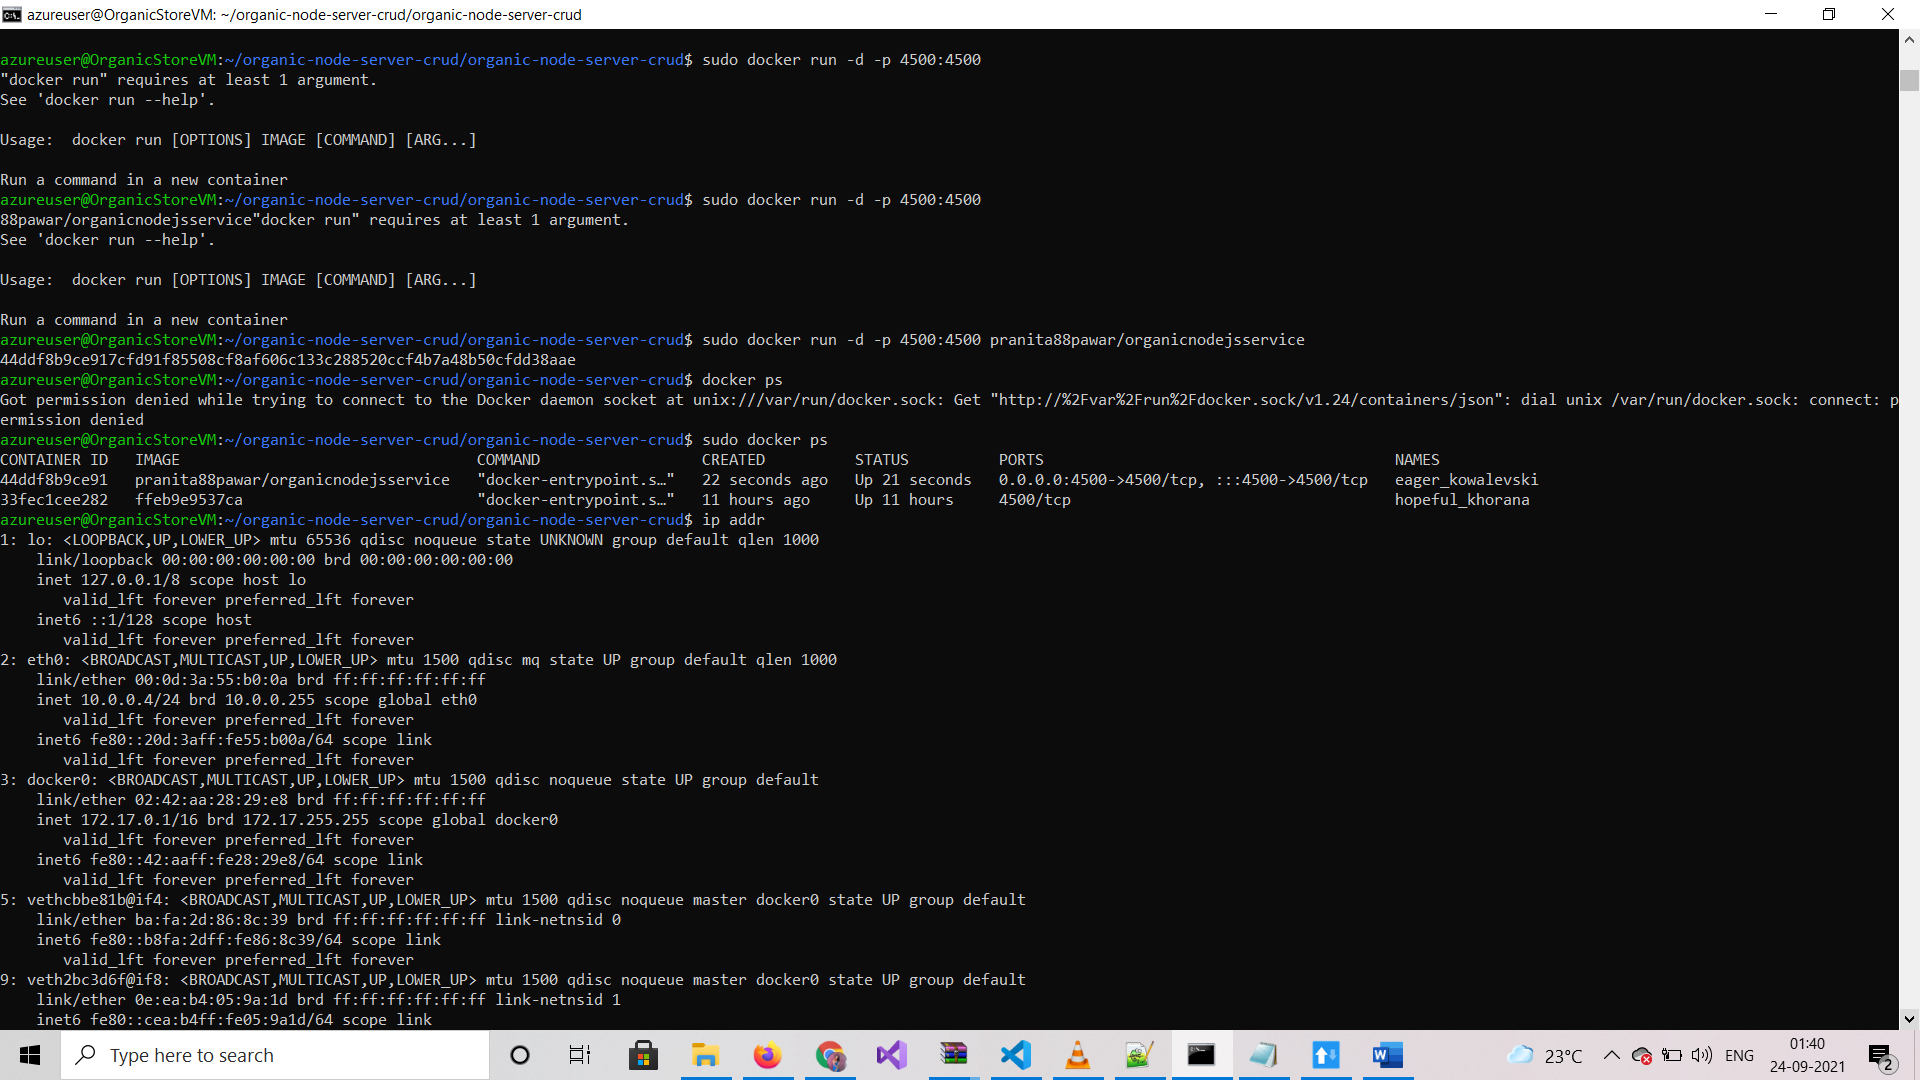 azureuser@OrganicStoreVM: ~/organic-node-server-crud/organic-node-server-crud
azureuser@OrganicStoreVM:~/organic-node-server-crud/organic-node-server-crud$ sudo docker run -d -p 4500:4500
"docker run" requires at least 1 argument.
See 'docker run --help'.
Usage:  docker run [OPTIONS] IMAGE [COMMAND] [ARG...]
Run a command in a new container
azureuser@OrganicStoreVM:~/organic-node-server-crud/organic-node-server-crud$ sudo docker run -d -p 4500:4500
88pawar/organicnodejsservice"docker run" requires at least 1 argument.
See 'docker run --help'.
Usage:  docker run [OPTIONS] IMAGE [COMMAND] [ARG...]
Run a command in a new container
azureuser@OrganicStoreVM:~/organic-node-server-crud/organic-node-server-crud$ sudo docker run -d -p 4500:4500 pranita88pawar/organicnodejsservice
44ddf8b9ce917cfd91f85508cf8af606c133c288520ccf4b7a48b50cfdd38aae
azureuser@OrganicStoreVM:~/organic-node-server-crud/organic-node-server-crud$ docker ps
Got permission denied while trying to connect to the Docker daemon socket at unix:///var/run/docker.sock: Get "http://%2Fvar%2Frun%2Fdocker.sock/v1.24/containers/json": dial unix /var/run/docker.sock: connect: p
ermission denied
azureuser@OrganicStoreVM:~/organic-node-server-crud/organic-node-server-crud$ sudo docker ps
CONTAINER ID   IMAGE                                 COMMAND                  CREATED          STATUS          PORTS                                       NAMES
44ddf8b9ce91   pranita88pawar/organicnodejsservice   "docker-entrypoint.s…"   22 seconds ago   Up 21 seconds   0.0.0.0:4500->4500/tcp, :::4500->4500/tcp   eager_kowalevski
33fec1cee282   ffeb9e9537ca                          "docker-entrypoint.s…"   11 hours ago     Up 11 hours     4500/tcp                                    hopeful_khorana
azureuser@OrganicStoreVM:~/organic-node-server-crud/organic-node-server-crud$ ip addr
1: lo: <LOOPBACK,UP,LOWER_UP> mtu 65536 qdisc noqueue state UNKNOWN group default qlen 1000
    link/loopback 00:00:00:00:00:00 brd 00:00:00:00:00:00
    inet 127.0.0.1/8 scope host lo
       valid_lft forever preferred_lft forever
    inet6 ::1/128 scope host
       valid_lft forever preferred_lft forever
2: eth0: <BROADCAST,MULTICAST,UP,LOWER_UP> mtu 1500 qdisc mq state UP group default qlen 1000
    link/ether 00:0d:3a:55:b0:0a brd ff:ff:ff:ff:ff:ff
    inet 10.0.0.4/24 brd 10.0.0.255 scope global eth0
       valid_lft forever preferred_lft forever
    inet6 fe80::20d:3aff:fe55:b00a/64 scope link
       valid_lft forever preferred_lft forever
3: docker0: <BROADCAST,MULTICAST,UP,LOWER_UP> mtu 1500 qdisc noqueue state UP group default
    link/ether 02:42:aa:28:29:e8 brd ff:ff:ff:ff:ff:ff
    inet 172.17.0.1/16 brd 172.17.255.255 scope global docker0
       valid_lft forever preferred_lft forever
    inet6 fe80::42:aaff:fe28:29e8/64 scope link
       valid_lft forever preferred_lft forever
5: vethcbbe81b@if4: <BROADCAST,MULTICAST,UP,LOWER_UP> mtu 1500 qdisc noqueue master docker0 state UP group default
    link/ether ba:fa:2d:86:8c:39 brd ff:ff:ff:ff:ff:ff link-netnsid 0
    inet6 fe80::b8fa:2dff:fe86:8c39/64 scope link
       valid_lft forever preferred_lft forever
9: veth2bc3d6f@if8: <BROADCAST,MULTICAST,UP,LOWER_UP> mtu 1500 qdisc noqueue master docker0 state UP group default
    link/ether 0e:ea:b4:05:9a:1d brd ff:ff:ff:ff:ff:ff link-netnsid 1
    inet6 fe80::cea:b4ff:fe05:9a1d/64 scope link
Type here to search
23°C
ENG
01:40
24-09-2021
2